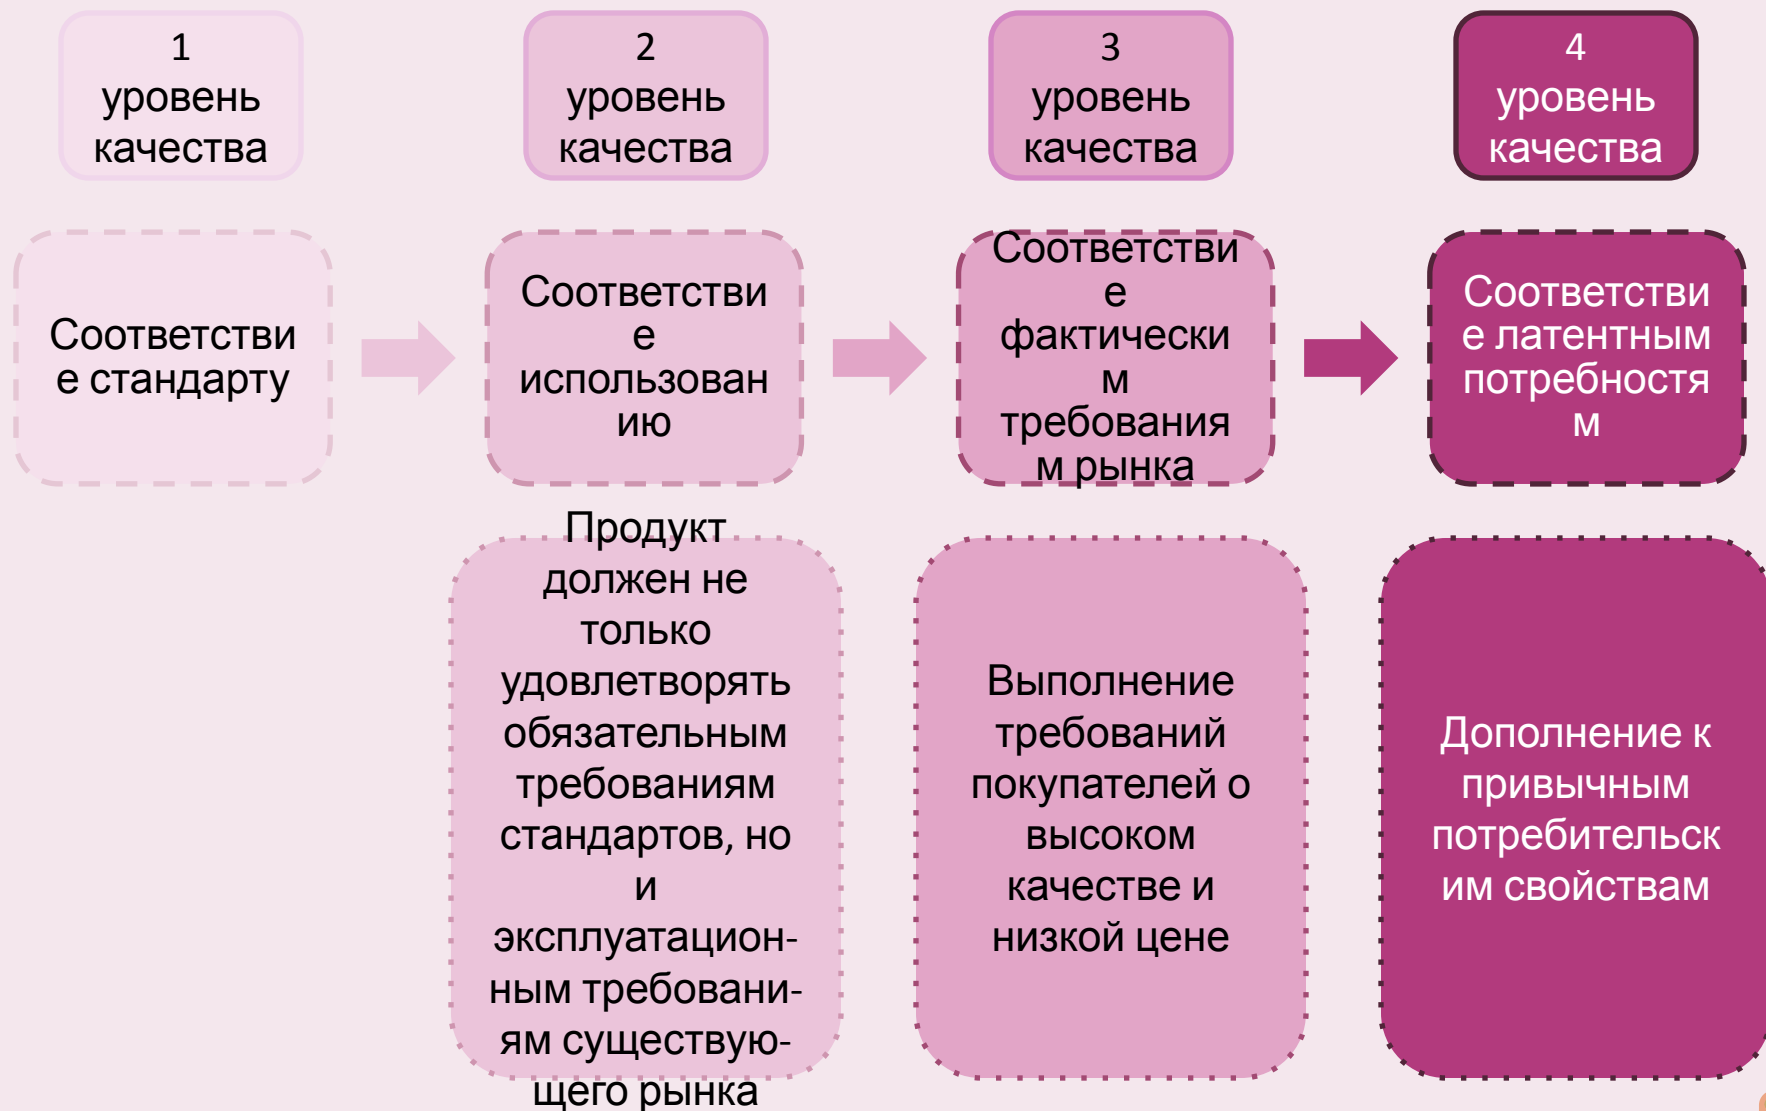 1
уровень
качества
2
уровень
качества
3
уровень
качества
4
уровень
качества
Соответстви
е стандарту
Соответстви
е
использован
ию
Соответстви
е
фактически
м
требования
м рынка
Соответстви
е латентным
потребностя
м
Продукт
должен не
только
удовлетворять
обязательным
требованиям
стандартов, но
и
эксплуатацион-
ным требовани-
ям существую-
щего рынка
Выполнение
требований
покупателей о
высоком
качестве и
низкой цене
Дополнение к
привычным
потребительск
им свойствам